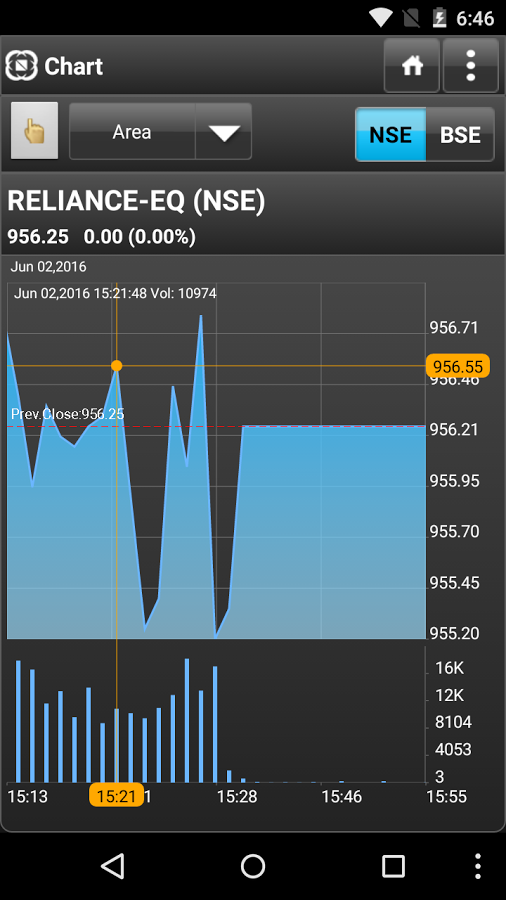 6:46
Chart
Area
NSE
BSE
RELIANCE-EQ (NSE)
956.25 0.00 (0.00%)
Jun 02,2016
Jun 02,2016 15:21:48 Vol: 10974
956.71
956.55
956.46
Prev.Close:956.25
956.21
955.95
955.70
955.45
955.20
16K
12K
8104
4053
3
15:13 15:21 1 15:28 15:46 15:55